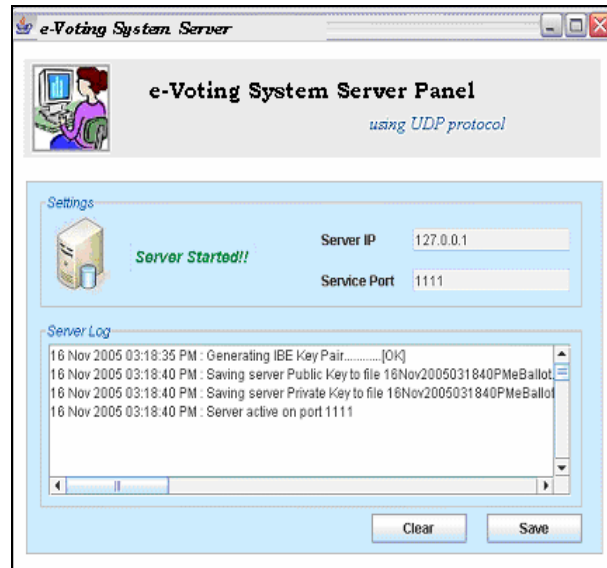 e-Voting System Server
e-Voting System Server Panel
using UDP protocol
Settings
Server Started!!
Server IP 127.0.0.1
Service Port 1111
Server Log
16 Nov 2005 03:18:35 PM : Generating IBE Key Pair............[OK]
16 Nov 2005 03:18:40 PM : Saving server Public Key to file 16Nov2005031840PMeBallot.
16 Nov 2005 03:18:40 PM : Saving server Private Key to file 16Nov2005031840PMeBallot
16 Nov 2005 03:18:40 PM : Server active on port 1111
Clear Save